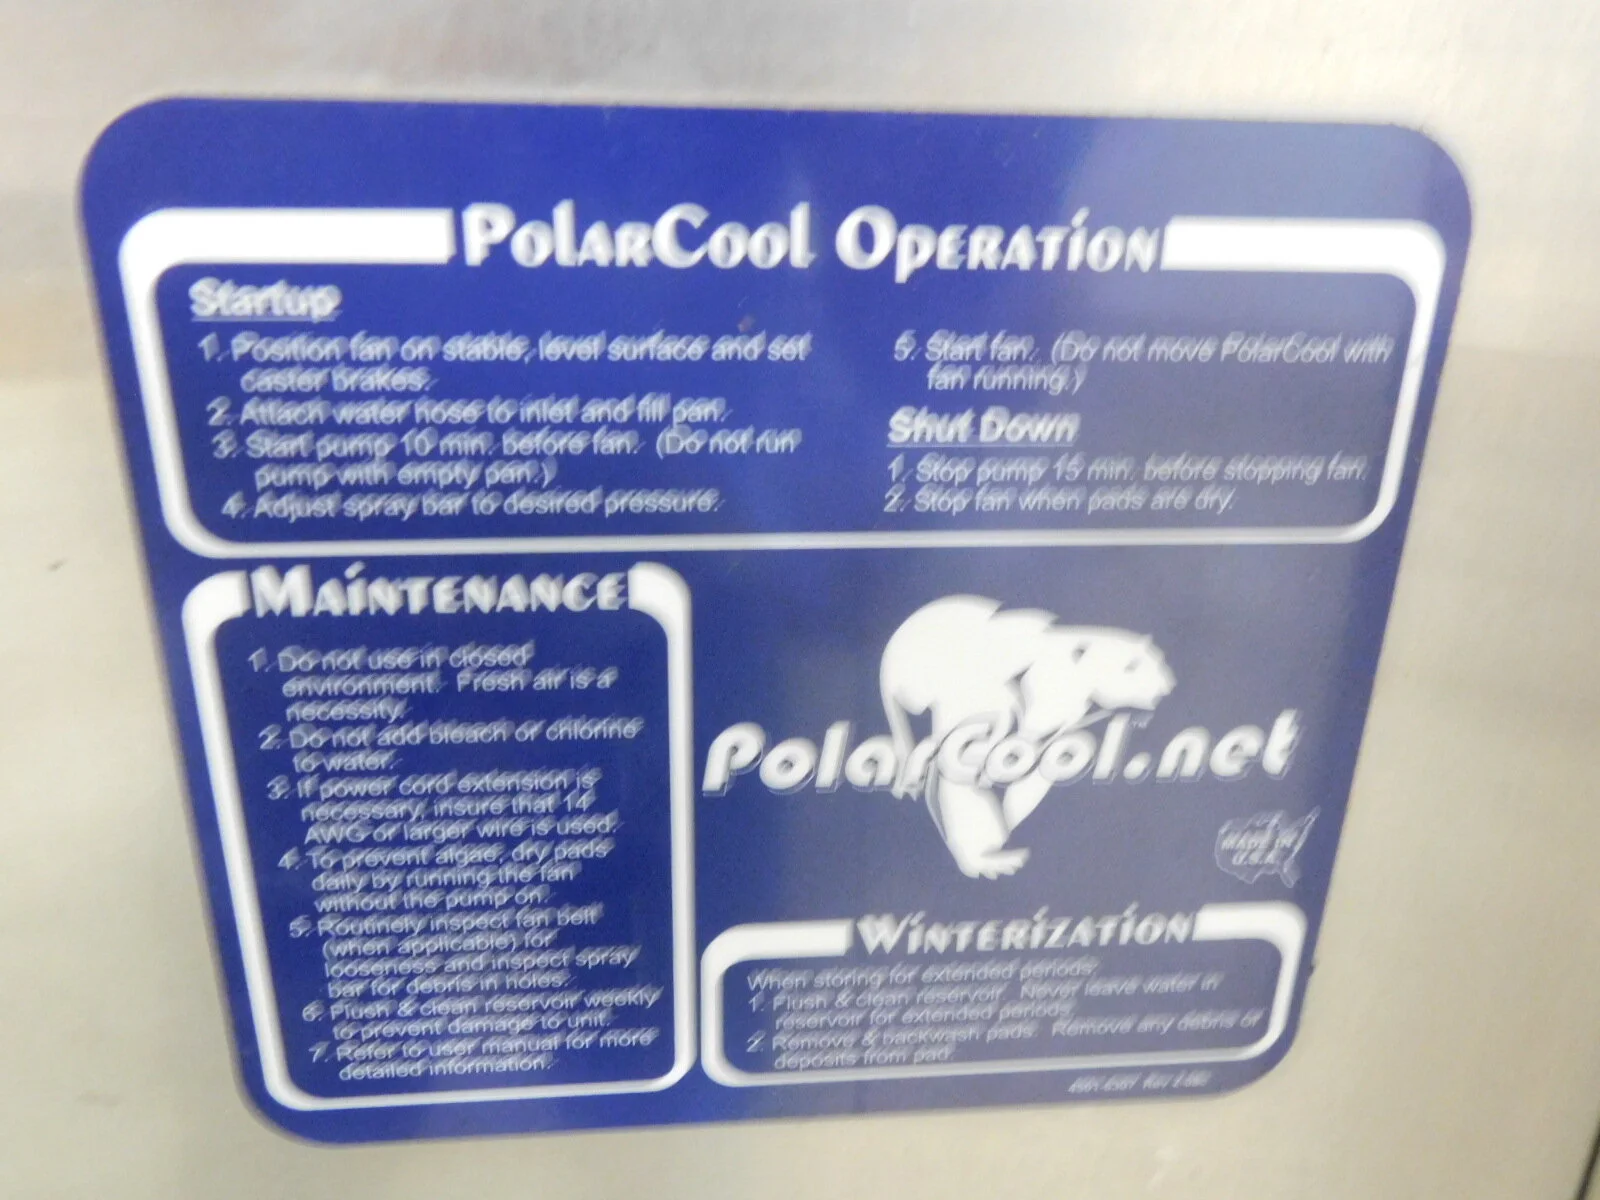 PolarCool Operation
Startup
1. Position fan on stable, level surface and set
caster brakes.
2. Attach water hose to inlet and fill pan.
3. Start pump 10 min. before fan. (Do not run
pump with empty pan.)
4. Adjust spray bar to desired pressure.
5. Start fan. (Do not move PolarCool with
fan running.)
Shut Down
1. Stop pump 15 min. before stopping fan.
2. Stop fan when pads are dry.
Maintenance
1. Do not use in closed
environment. Fresh air is a
necessity.
2. Do not add bleach or chlorine
to water.
3. If power cord extension is
necessary, insure that 14
AWG or larger wire is used.
4. To prevent algae, dry pads
daily by running the fan
without the pump on.
5. Routinely inspect fan belt
(when applicable) for
looseness and inspect spray
bar for debris in holes.
6. Flush & clean reservoir weekly
to prevent damage to unit.
7. Refer to user manual for more
detailed information.
PolarCool.net
MADE IN
U.S.A.
Winterization
When storing for extended periods:
1. Flush & clean reservoir. Never leave water in
reservoir for extended periods.
2. Remove & backwash pads. Remove any debris or
deposits from pad.
Rev